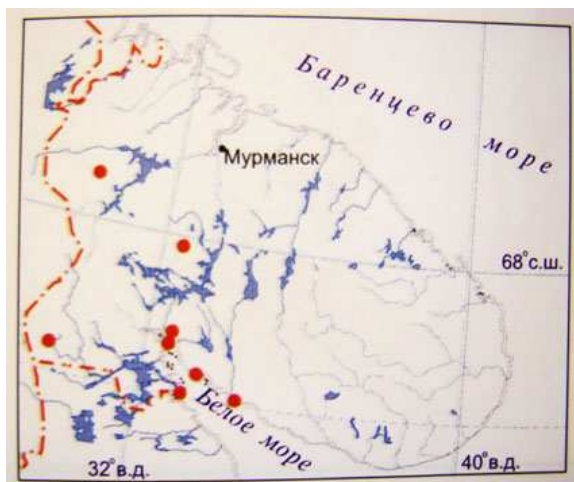 Баренцево море
Мурманск
68°с.ш.
Белое море
32°в.д.
40°в.д.